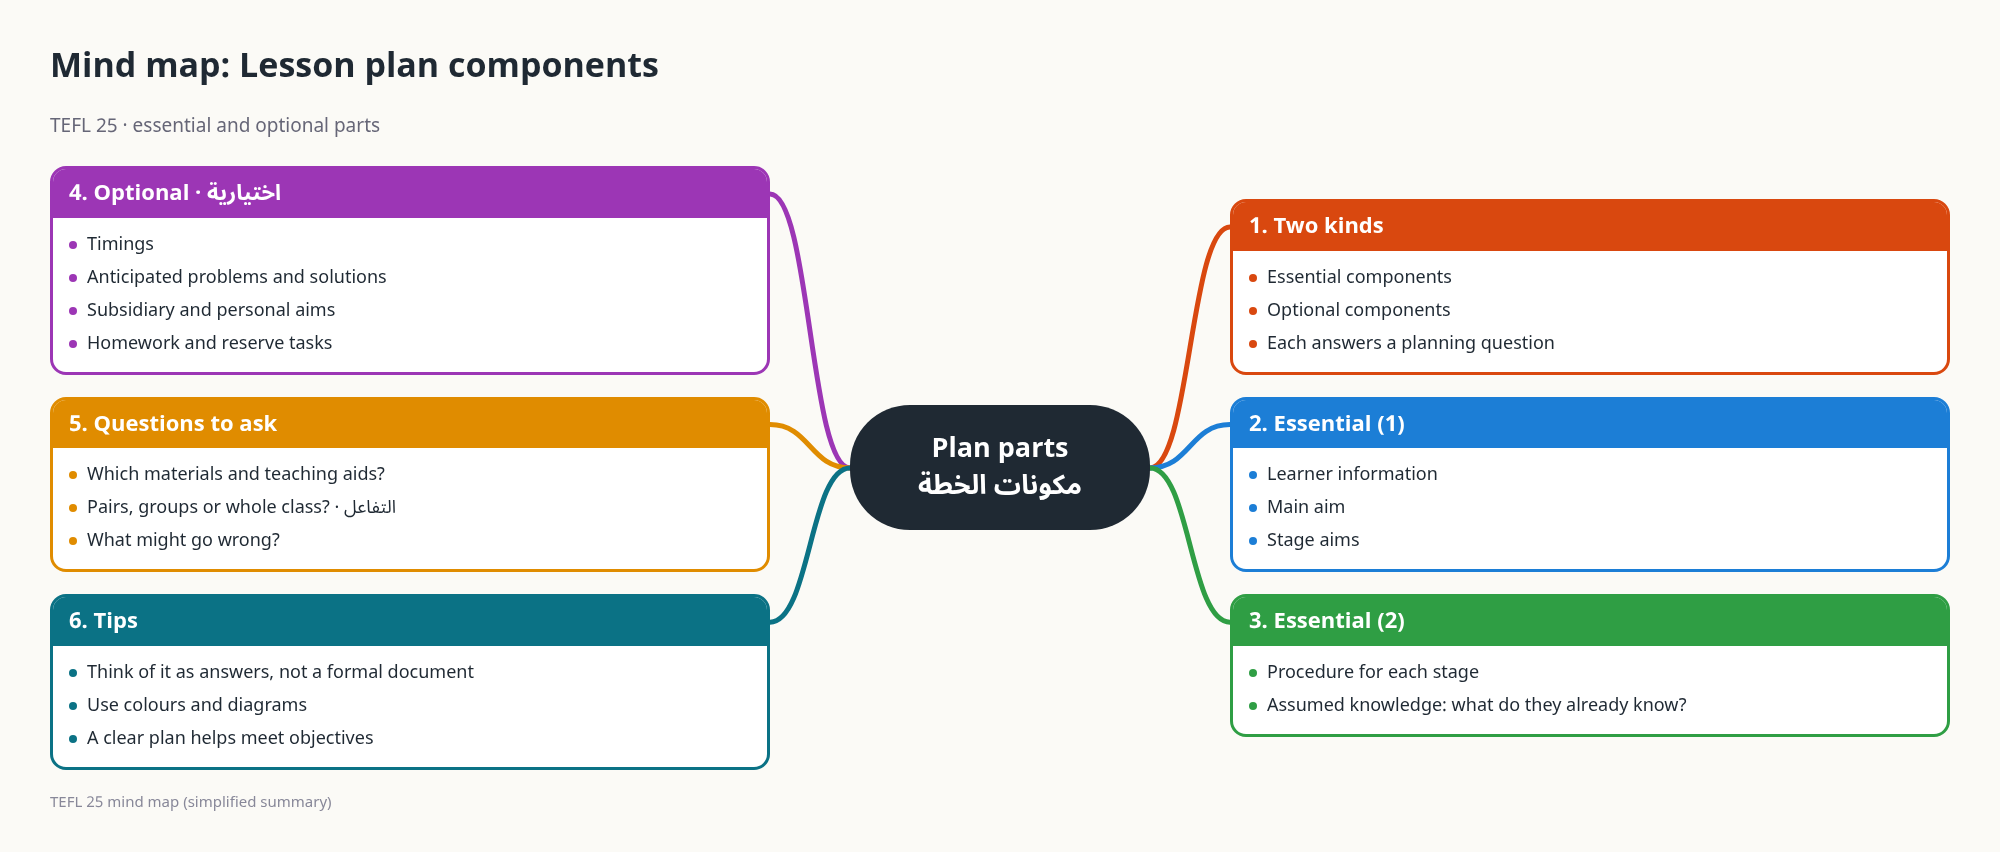 Mind map: Lesson plan components
TEFL 25 · essential and optional parts
4. Optional · اختيارية
Timings
Anticipated problems and solutions
Subsidiary and personal aims
Homework and reserve tasks
5. Questions to ask
Which materials and teaching aids?
Pairs, groups or whole class? · التفاعل
What might go wrong?
6. Tips
Think of it as answers, not a formal document
Use colours and diagrams
A clear plan helps meet objectives
Plan parts
مكونات الخطة
1. Two kinds
Essential components
Optional components
Each answers a planning question
2. Essential (1)
Learner information
Main aim
Stage aims
3. Essential (2)
Procedure for each stage
Assumed knowledge: what do they already know?
TEFL 25 mind map (simplified summary)